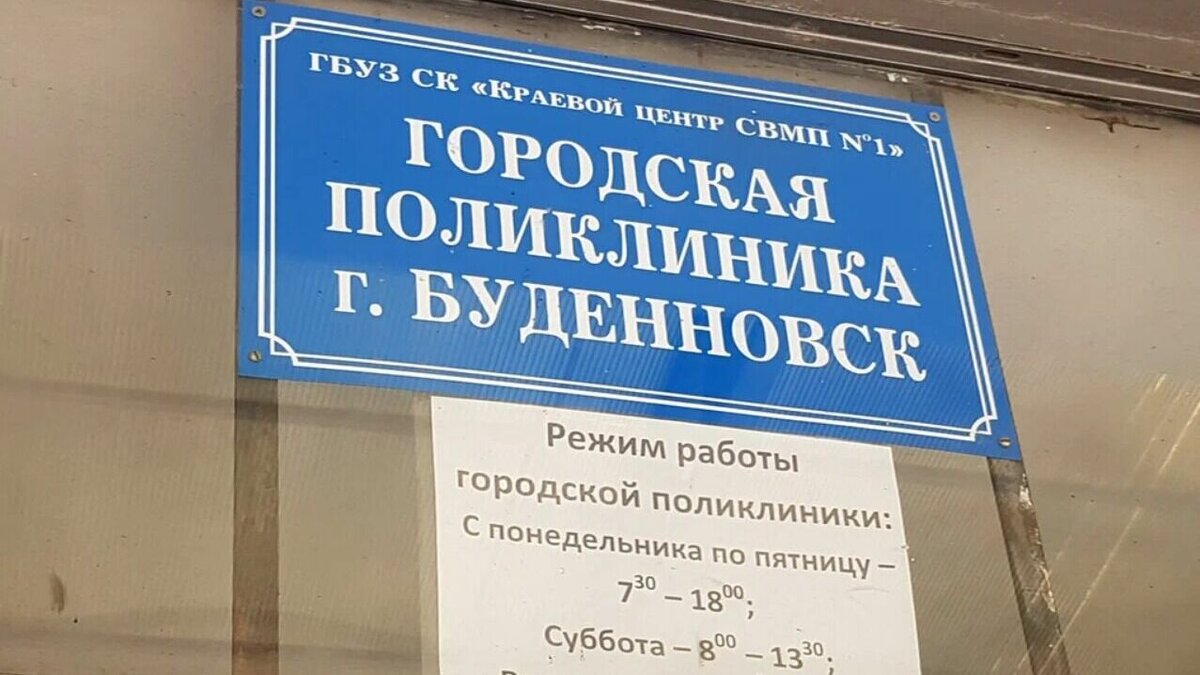 ГБУЗ СК «Краевой центр СВМП №1»
ГОРОДСКАЯ
ПОЛИКЛИНИКА
г. БУДЕННОВСК
Режим работы
городской поликлиники:
С понедельника по пятницу –
7³⁰ – 18⁰⁰;
Суббота – 8⁰⁰ – 13³⁰;